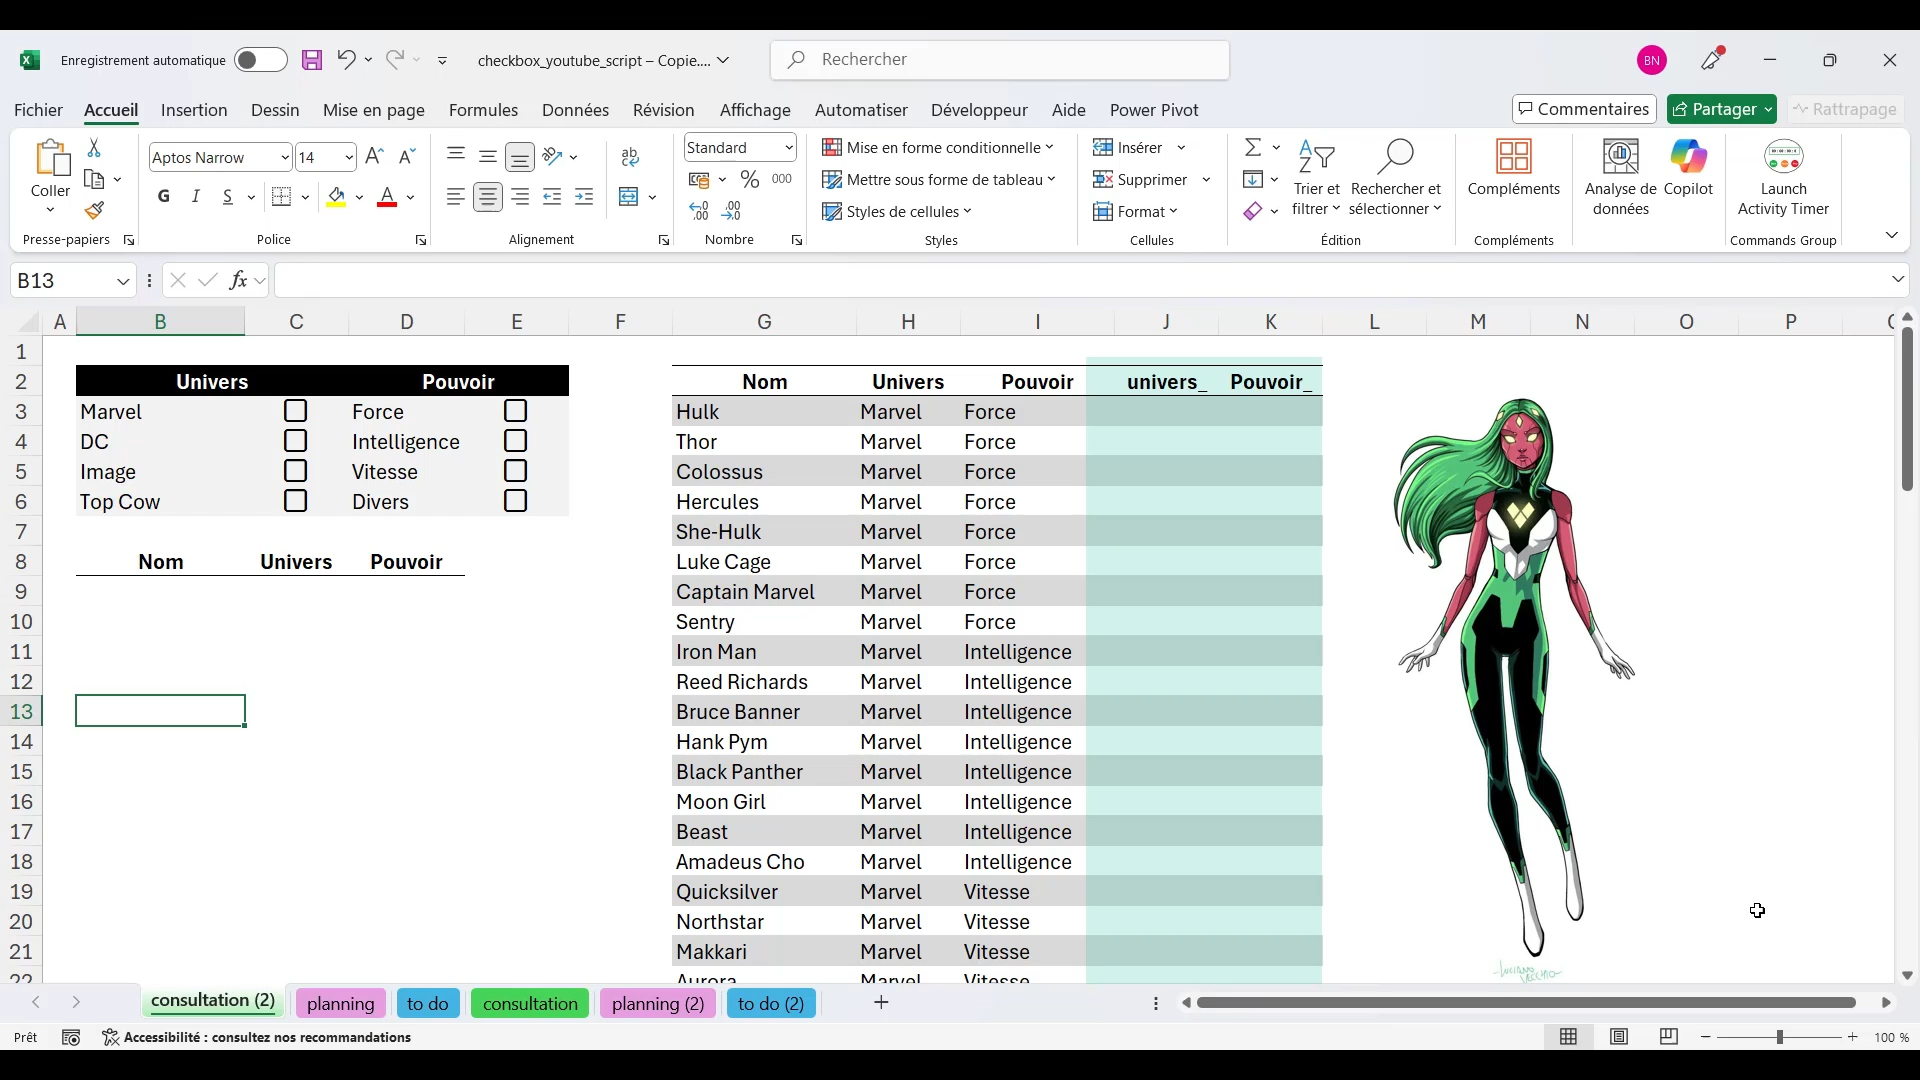 Enregistrement automatique checkbox_youtube_script – Copie.... Rechercher BN
Fichier Accueil Insertion Dessin Mise en page Formules Données Révision Affichage Automatiser Développeur Aide Power Pivot Commentaires Partager Rattrapage
Coller
Presse-papiers
Aptos Narrow 14
G I S
Police
ab
Alignement
Standard
% 000
Nombre
Mise en forme conditionnelle
Mettre sous forme de tableau
Styles de cellules
Styles
Insérer
Supprimer
Format
Cellules
Trier et filtrer
Rechercher et sélectionner
Édition
Compléments
Compléments
Analyse de données
Copilot
Launch Activity Timer
Commands Group
B13 fx
A B C D E F G H I J K L M N O P
1
2 Univers Pouvoir Nom Univers Pouvoir univers_ Pouvoir_
3 Marvel Force Hulk Marvel Force
4 DC Intelligence Thor Marvel Force
5 Image Vitesse Colossus Marvel Force
6 Top Cow Divers Hercules Marvel Force
7 She-Hulk Marvel Force
8 Nom Univers Pouvoir Luke Cage Marvel Force
9 Captain Marvel Marvel Force
10 Sentry Marvel Force
11 Iron Man Marvel Intelligence
12 Reed Richards Marvel Intelligence
13 Bruce Banner Marvel Intelligence
14 Hank Pym Marvel Intelligence
15 Black Panther Marvel Intelligence
16 Moon Girl Marvel Intelligence
17 Beast Marvel Intelligence
18 Amadeus Cho Marvel Intelligence
19 Quicksilver Marvel Vitesse
20 Northstar Marvel Vitesse
21 Makkari Marvel Vitesse
22 Aurora Marvel Vitesse
consultation (2) planning to do consultation planning (2) to do (2)
Prêt Accessibilité : consultez nos recommandations 100 %